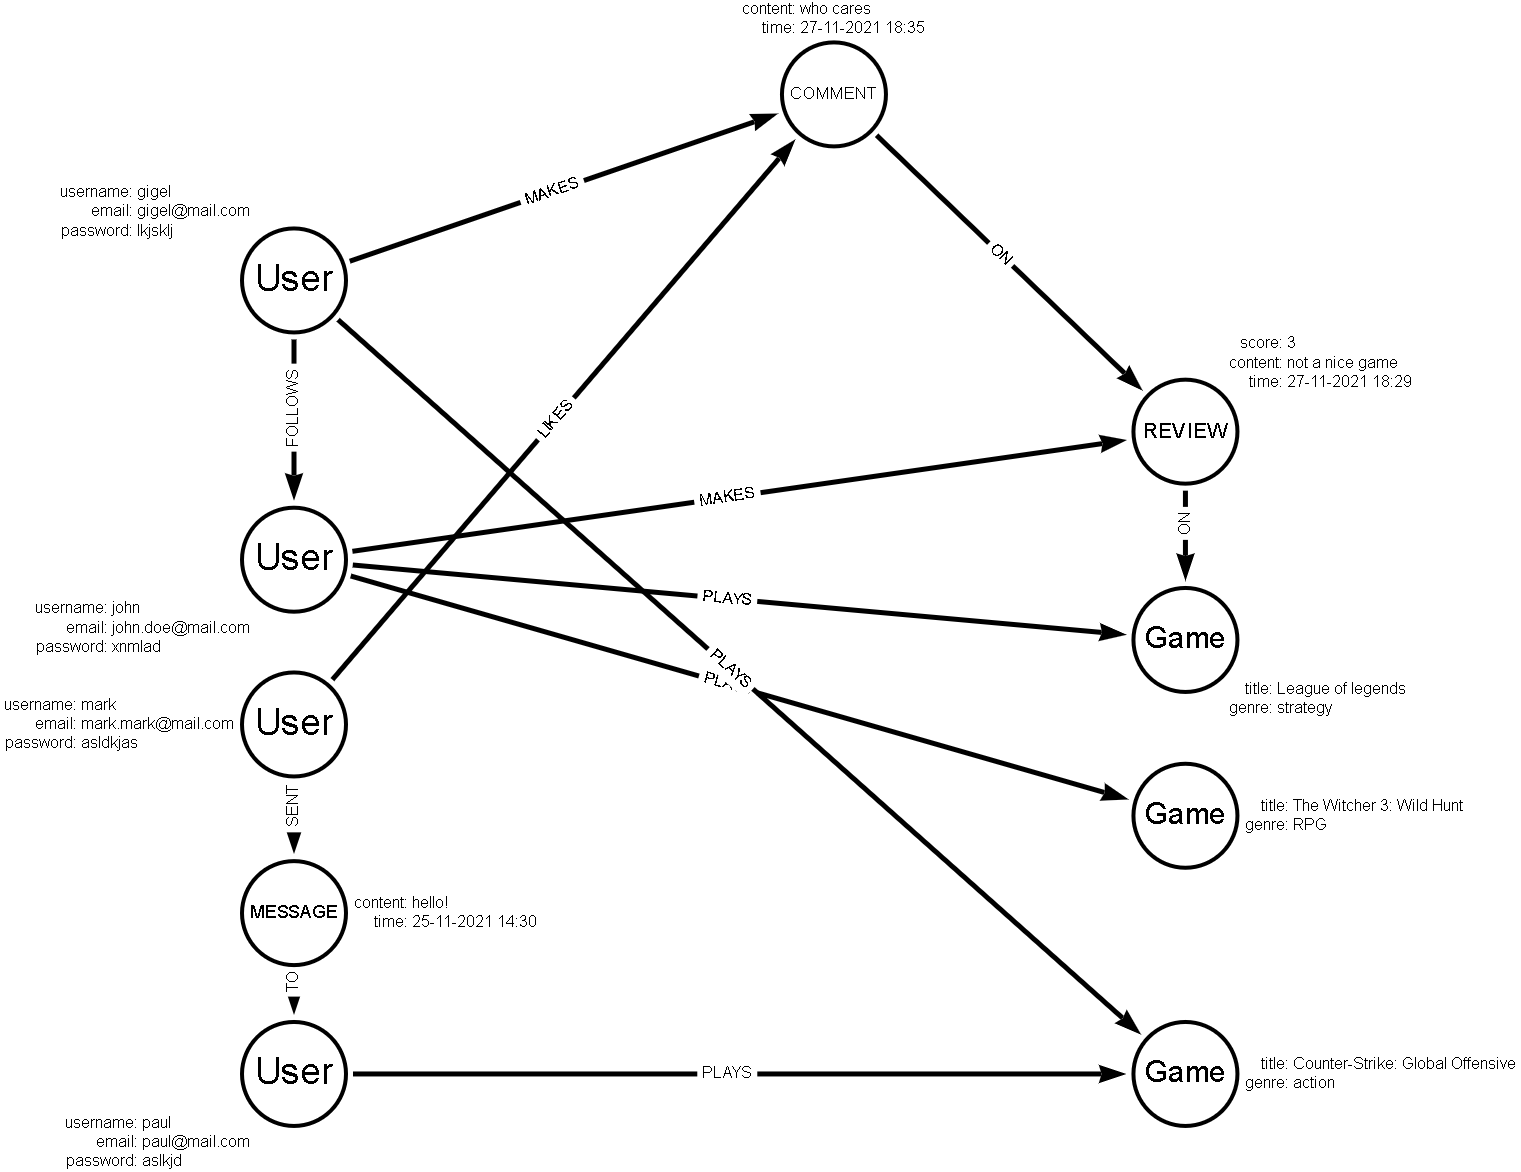 content: who cares
time: 27-11-2021 18:35
COMMENT
MAKES
username: gigel
email: gigel@mail.com
password: lkjsklj
User
ON
score: 3
content: not a nice game
time: 27-11-2021 18:29
FOLLOWS
LIKES
REVIEW
MAKES
ON
User
PLAYS
username: john
email: john.doe@mail.com
password: xnmlad
Game
title: League of legends
genre: strategy
PLAYS
username: mark
email: mark.mark@mail.com
password: asldkjas
User
SENT
Game
title: The Witcher 3: Wild Hunt
genre: RPG
MESSAGE
content: hello!
time: 25-11-2021 14:30
TO
User
PLAYS
Game
title: Counter-Strike: Global Offensive
genre: action
username: paul
email: paul@mail.com
password: aslkjd